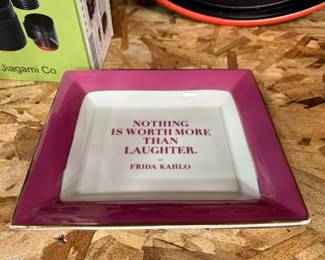 Jiagami Co
NOTHING
IS WORTH MORE
THAN
LAUGHTER.
–
FRIDA KAHLO